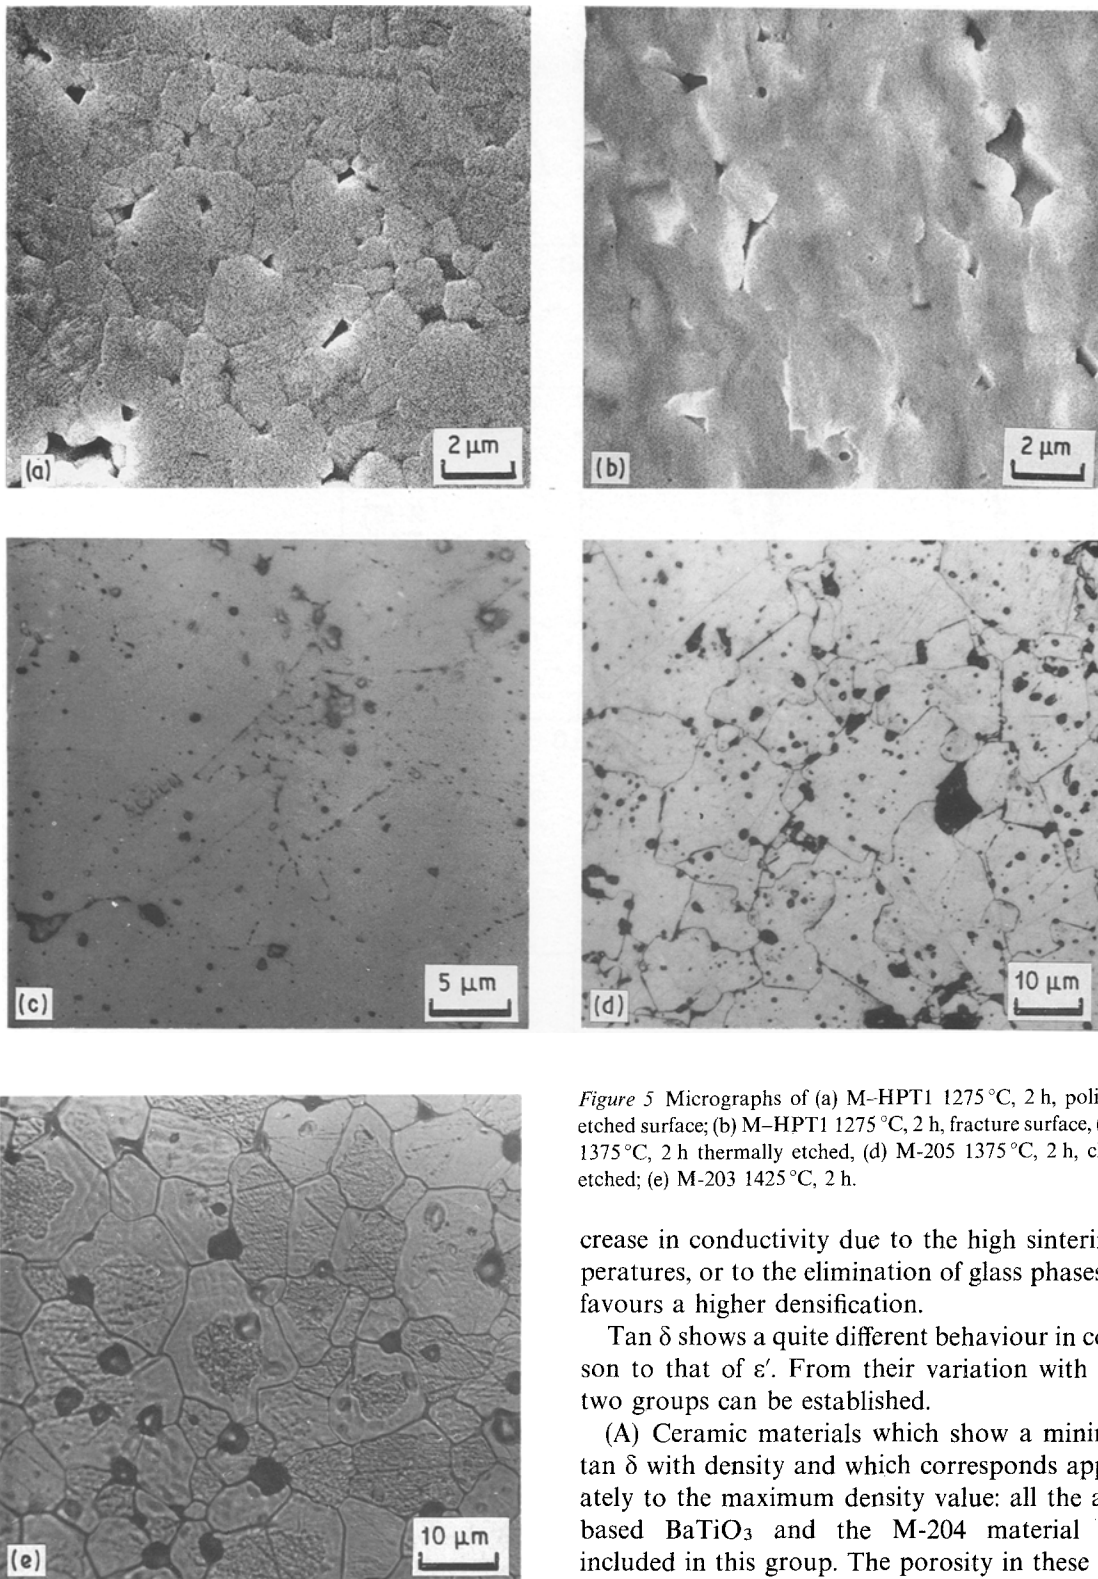 2 μm
(a)
2 μm
(b)
5 μm
(c)
10 μm
(d)
10 μm
(e)
Figure 5 Micrographs of (a) M–HPT1 1275 °C, 2 h,
etched surface; (b) M–HPT1 1275 °C, 2 h, fracture surface,
1375 °C, 2 h thermally etched, (d) M-205 1375 °C, 2 h,
etched; (e) M-203 1425 °C, 2 h.
crease in conductivity due to the high
peratures, or to the elimination of glass phases
favours a higher densification.
Tan δ shows a quite different behaviour in
son to that of ε′. From their variation with
two groups can be established.
(A) Ceramic materials which show a
tan δ with density and which corresponds
ately to the maximum density value: all the
based BaTiO3 and the M-204 material
included in this group. The porosity in these